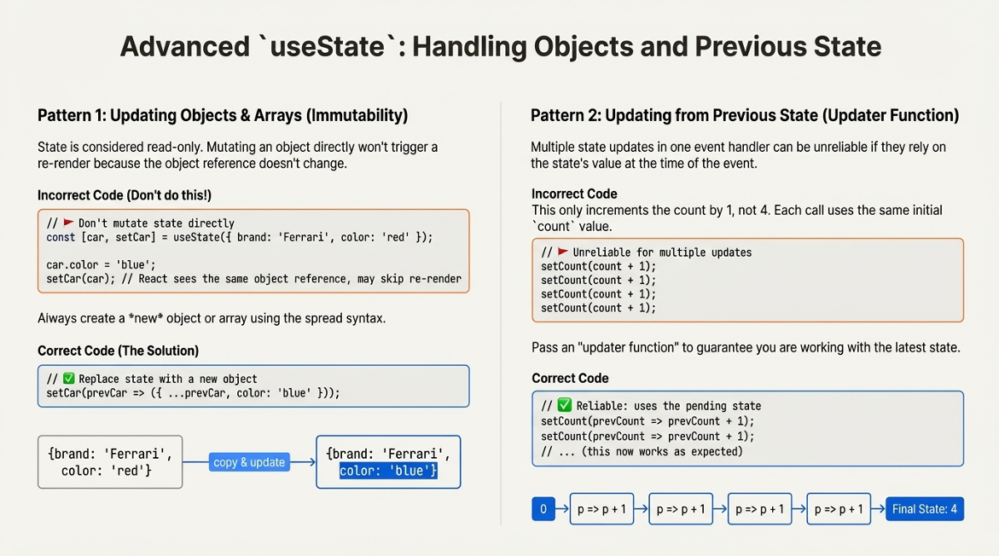 Advanced `useState`: Handling Objects and Previous State
Pattern 1: Updating Objects & Arrays (Immutability)
State is considered read-only. Mutating an object directly won't trigger a
re-render because the object reference doesn't change.
Incorrect Code (Don't do this!)
// 🚩 Don't mutate state directly
const [car, setCar] = useState({ brand: 'Ferrari', color: 'red' });
car.color = 'blue';
setCar(car); // React sees the same object reference, may skip re-render
Always create a *new* object or array using the spread syntax.
Correct Code (The Solution)
// ✅ Replace state with a new object
setCar(prevCar => ({ ...prevCar, color: 'blue' }));
{brand: 'Ferrari',
color: 'red'}
copy & update
{brand: 'Ferrari',
color: 'blue'}
Pattern 2: Updating from Previous State (Updater Function)
Multiple state updates in one event handler can be unreliable if they rely on
the state's value at the time of the event.
Incorrect Code
This only increments the count by 1, not 4. Each call uses the same initial
`count` value.
// 🚩 Unreliable for multiple updates
setCount(count + 1);
setCount(count + 1);
setCount(count + 1);
setCount(count + 1);
Pass an "updater function" to guarantee you are working with the latest state.
Correct Code
// ✅ Reliable: uses the pending state
setCount(prevCount => prevCount + 1);
setCount(prevCount => prevCount + 1);
// ... (this now works as expected)
0
p => p + 1
p => p + 1
p => p + 1
p => p + 1
Final State: 4